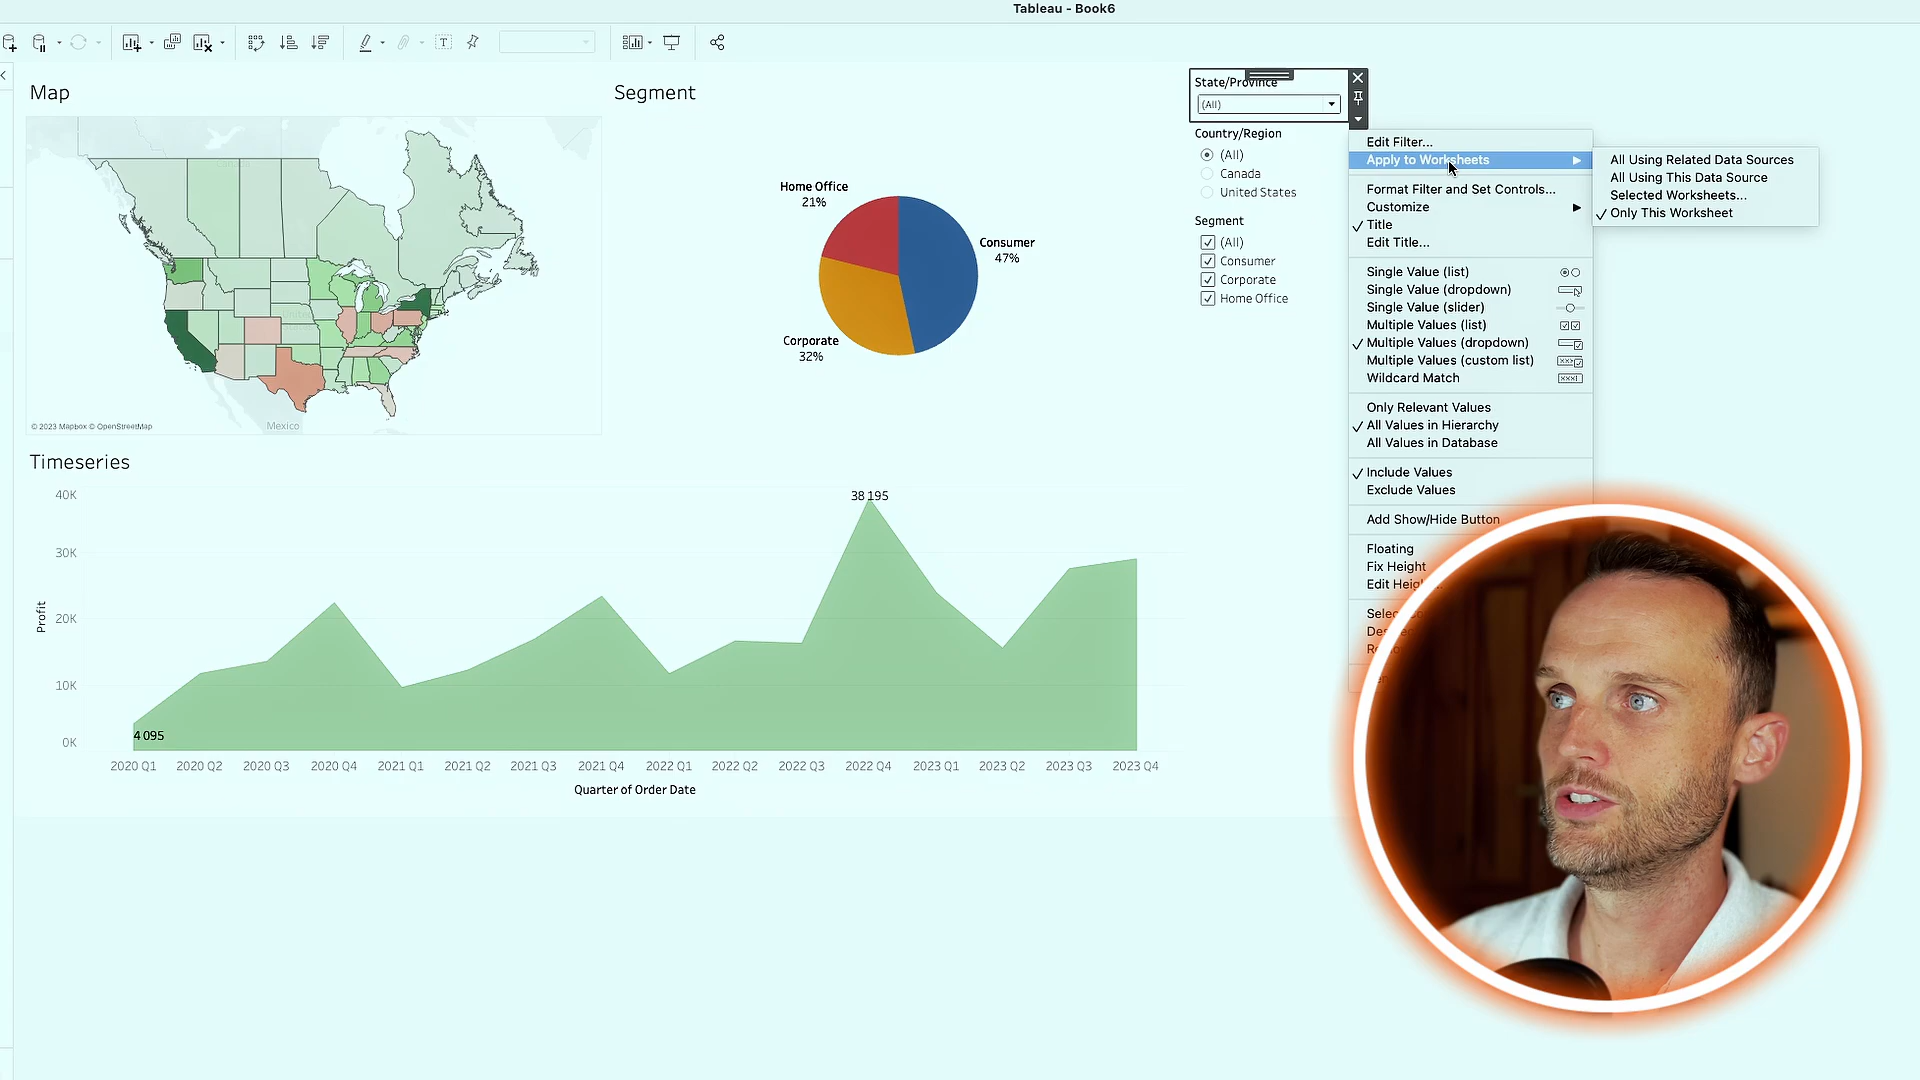 Tableau - Book6
Map
Segment
State/Province
(All)
Country/Region
(All)
Canada
United States
Segment
(All)
Consumer
Corporate
Home Office
Home Office
21%
Consumer
47%
Corporate
32%
© 2023 Mapbox © OpenStreetMap
Mexico
Timeseries
40K
30K
20K
10K
0K
Profit
38 195
4 095
2020 Q1
2020 Q2
2020 Q3
2020 Q4
2021 Q1
2021 Q2
2021 Q3
2021 Q4
2022 Q1
2022 Q2
2022 Q3
2022 Q4
2023 Q1
2023 Q2
2023 Q3
2023 Q4
Quarter of Order Date
Edit Filter...
Apply to Worksheets
Format Filter and Set Controls...
Customize
Title
Edit Title...
Single Value (list)
Single Value (dropdown)
Single Value (slider)
Multiple Values (list)
Multiple Values (dropdown)
Multiple Values (custom list)
Wildcard Match
Only Relevant Values
All Values in Hierarchy
All Values in Database
Include Values
Exclude Values
Add Show/Hide Button
Floating
Fix Height
All Using Related Data Sources
All Using This Data Source
Selected Worksheets...
Only This Worksheet